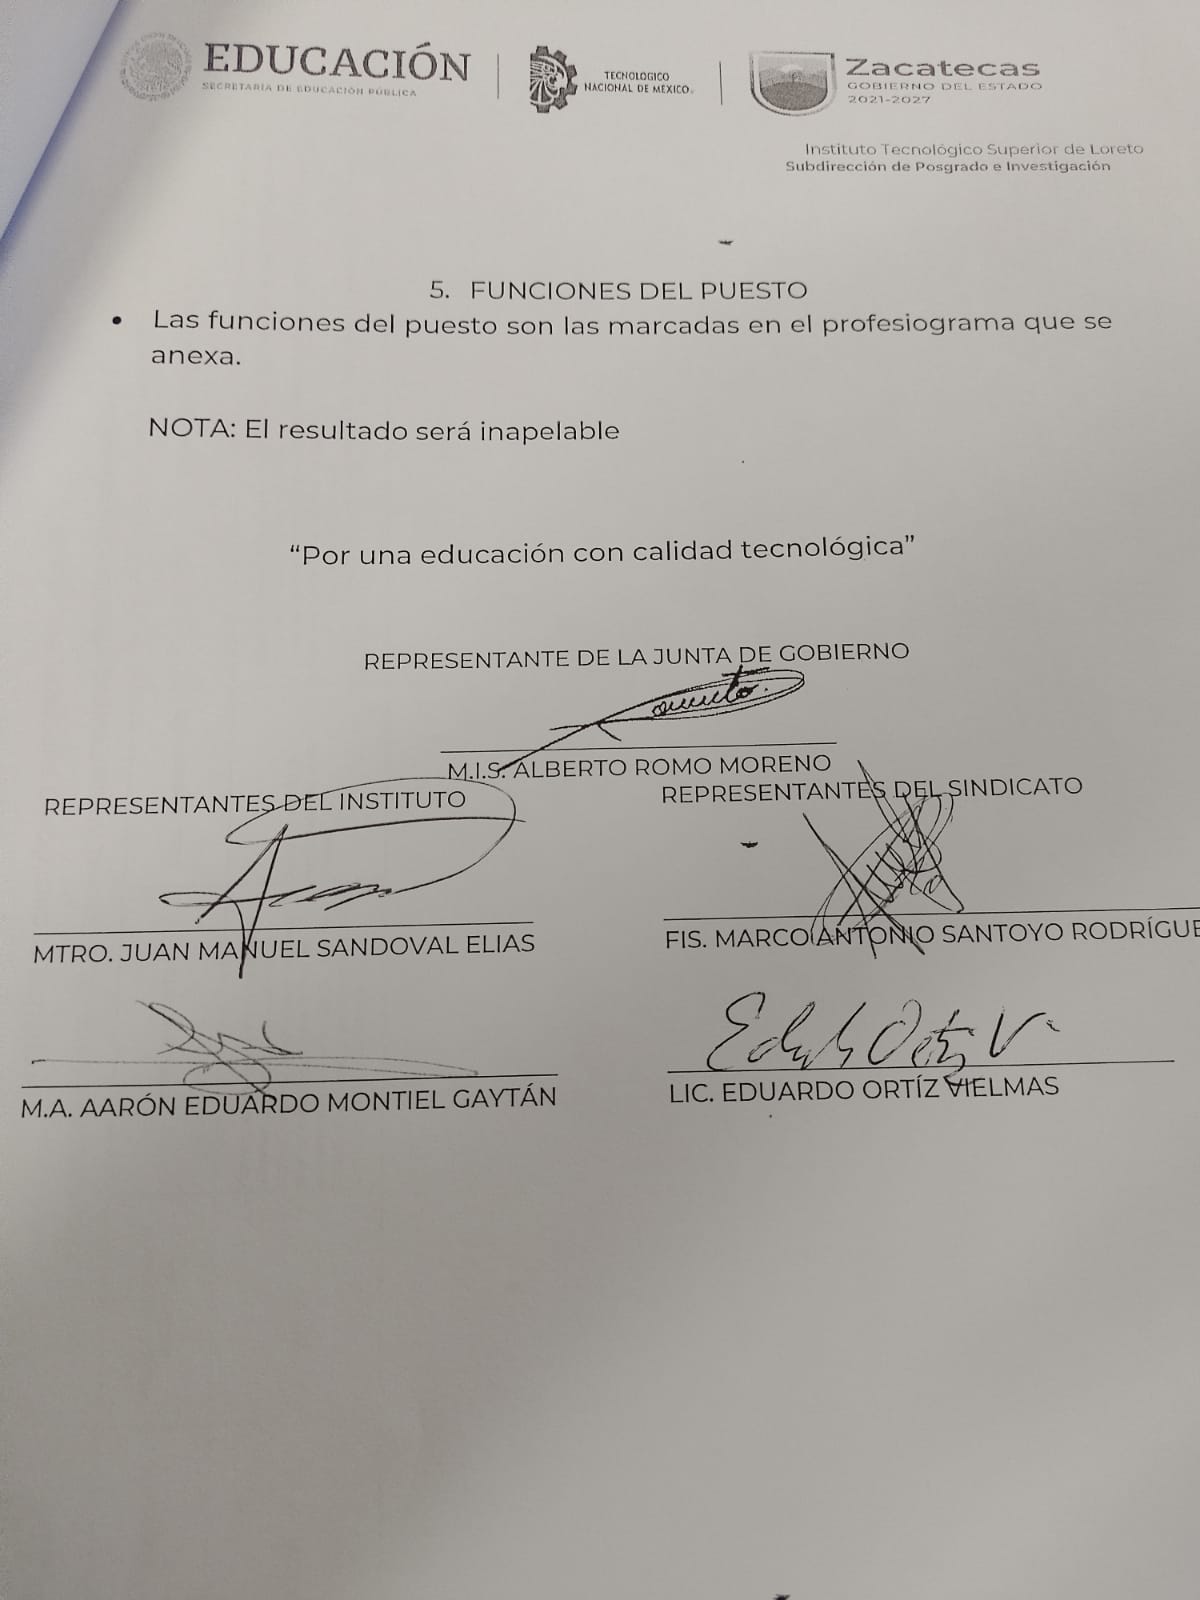 EDUCACIÓN
SECRETARÍA DE EDUCACIÓN PÚBLICA
TECNOLÓGICO
NACIONAL DE MÉXICO
Zacatecas
GOBIERNO DEL ESTADO
2021-2027
Instituto Tecnológico Superior de Loreto
Subdirección de Posgrado e Investigación
5. FUNCIONES DEL PUESTO
• Las funciones del puesto son las marcadas en el profesiograma que se
anexa.
NOTA: El resultado será inapelable
“Por una educación con calidad tecnológica”
REPRESENTANTE DE LA JUNTA DE GOBIERNO
M.I.S. ALBERTO ROMO MORENO
REPRESENTANTES DEL INSTITUTO
REPRESENTANTES DEL SINDICATO
MTRO. JUAN MANUEL SANDOVAL ELIAS
FIS. MARCO ANTONIO SANTOYO RODRÍGUE
M.A. AARÓN EDUARDO MONTIEL GAYTÁN
LIC. EDUARDO ORTÍZ VIELMAS